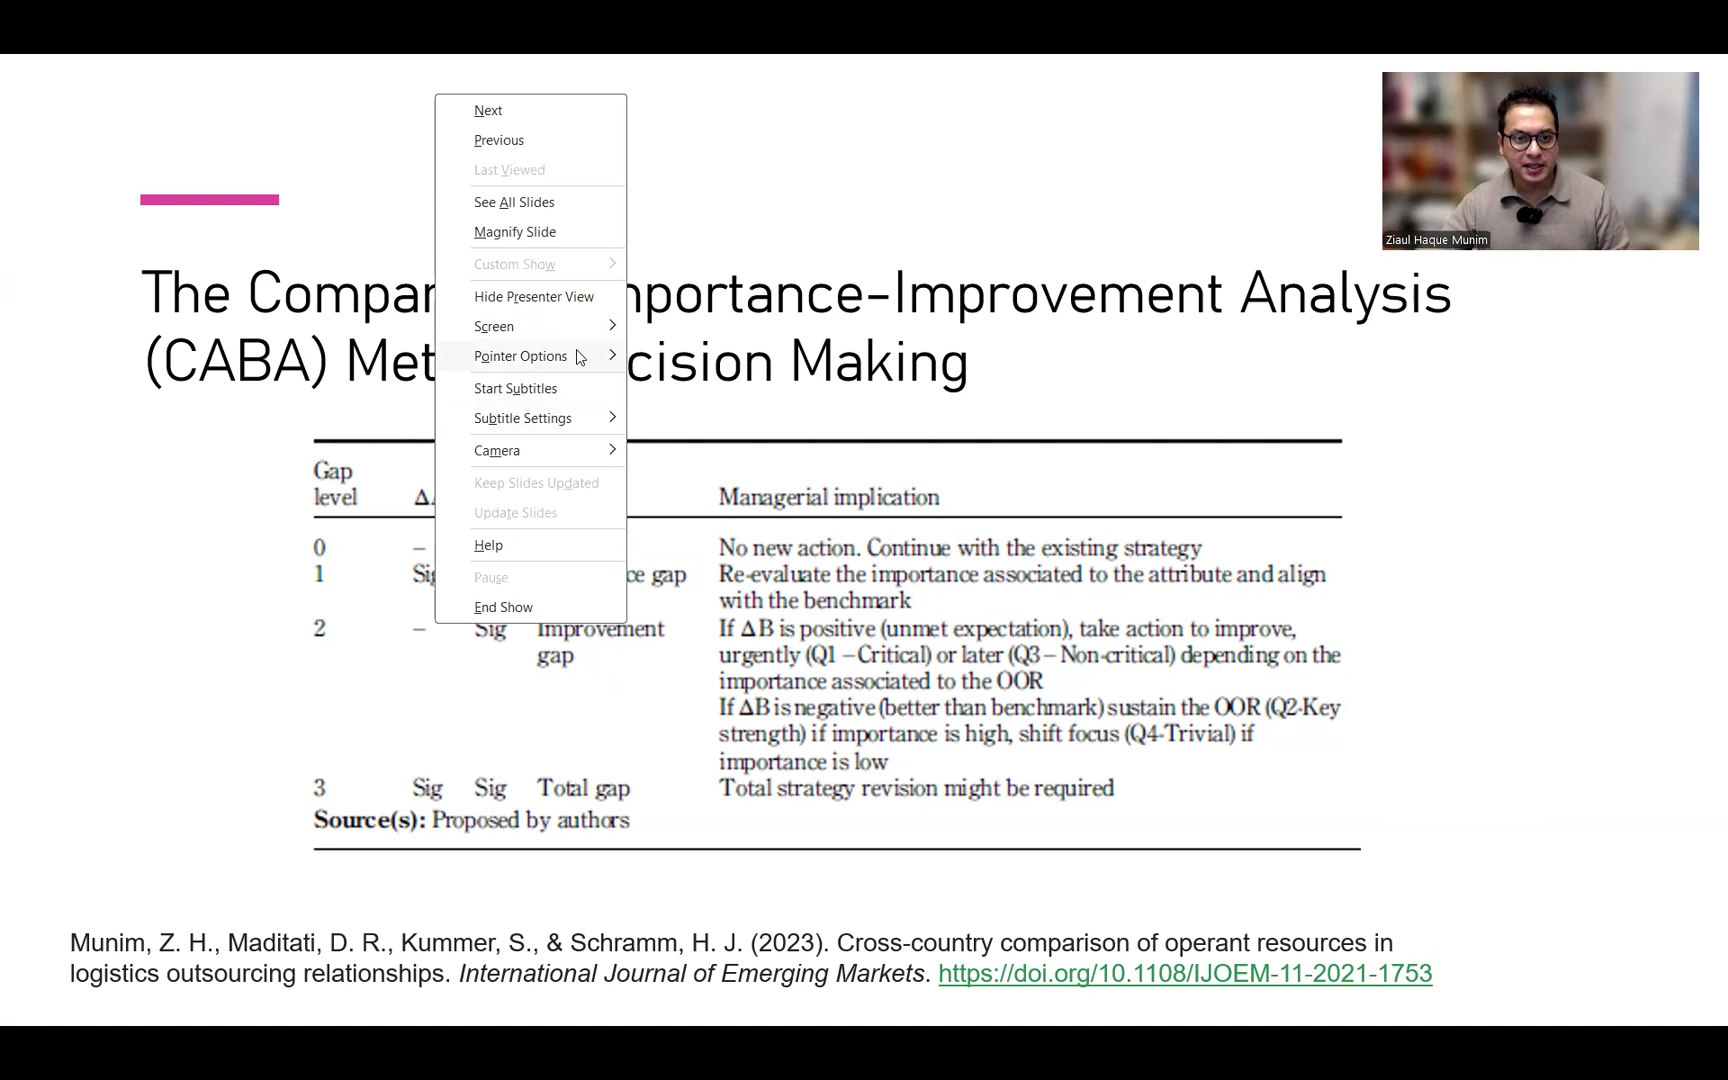 Next
Previous
Last Viewed
See All Slides
Magnify Slide
Custom Show
Hide Presenter View
Screen
Pointer Options
Start Subtitles
Subtitle Settings
Camera
Keep Slides Updated
Update Slides
Help
Pause
End Show
Ziaul Haque Munim
The Compar mportance-Improvement Analysis
(CABA) Met cision Making
Gap
level Δ Managerial implication
0 – No new action. Continue with the existing strategy
1 Sig ce gap Re-evaluate the importance associated to the attribute and align
with the benchmark
2 – Sig Improvement If ΔB is positive (unmet expectation), take action to improve,
gap urgently (Q1 – Critical) or later (Q3 – Non-critical) depending on the
importance associated to the OOR
If ΔB is negative (better than benchmark) sustain the OOR (Q2-Key
strength) if importance is high, shift focus (Q4-Trivial) if
importance is low
3 Sig Sig Total gap Total strategy revision might be required
Source(s): Proposed by authors
Munim, Z. H., Maditati, D. R., Kummer, S., & Schramm, H. J. (2023). Cross-country comparison of operant resources in
logistics outsourcing relationships. International Journal of Emerging Markets. https://doi.org/10.1108/IJOEM-11-2021-1753